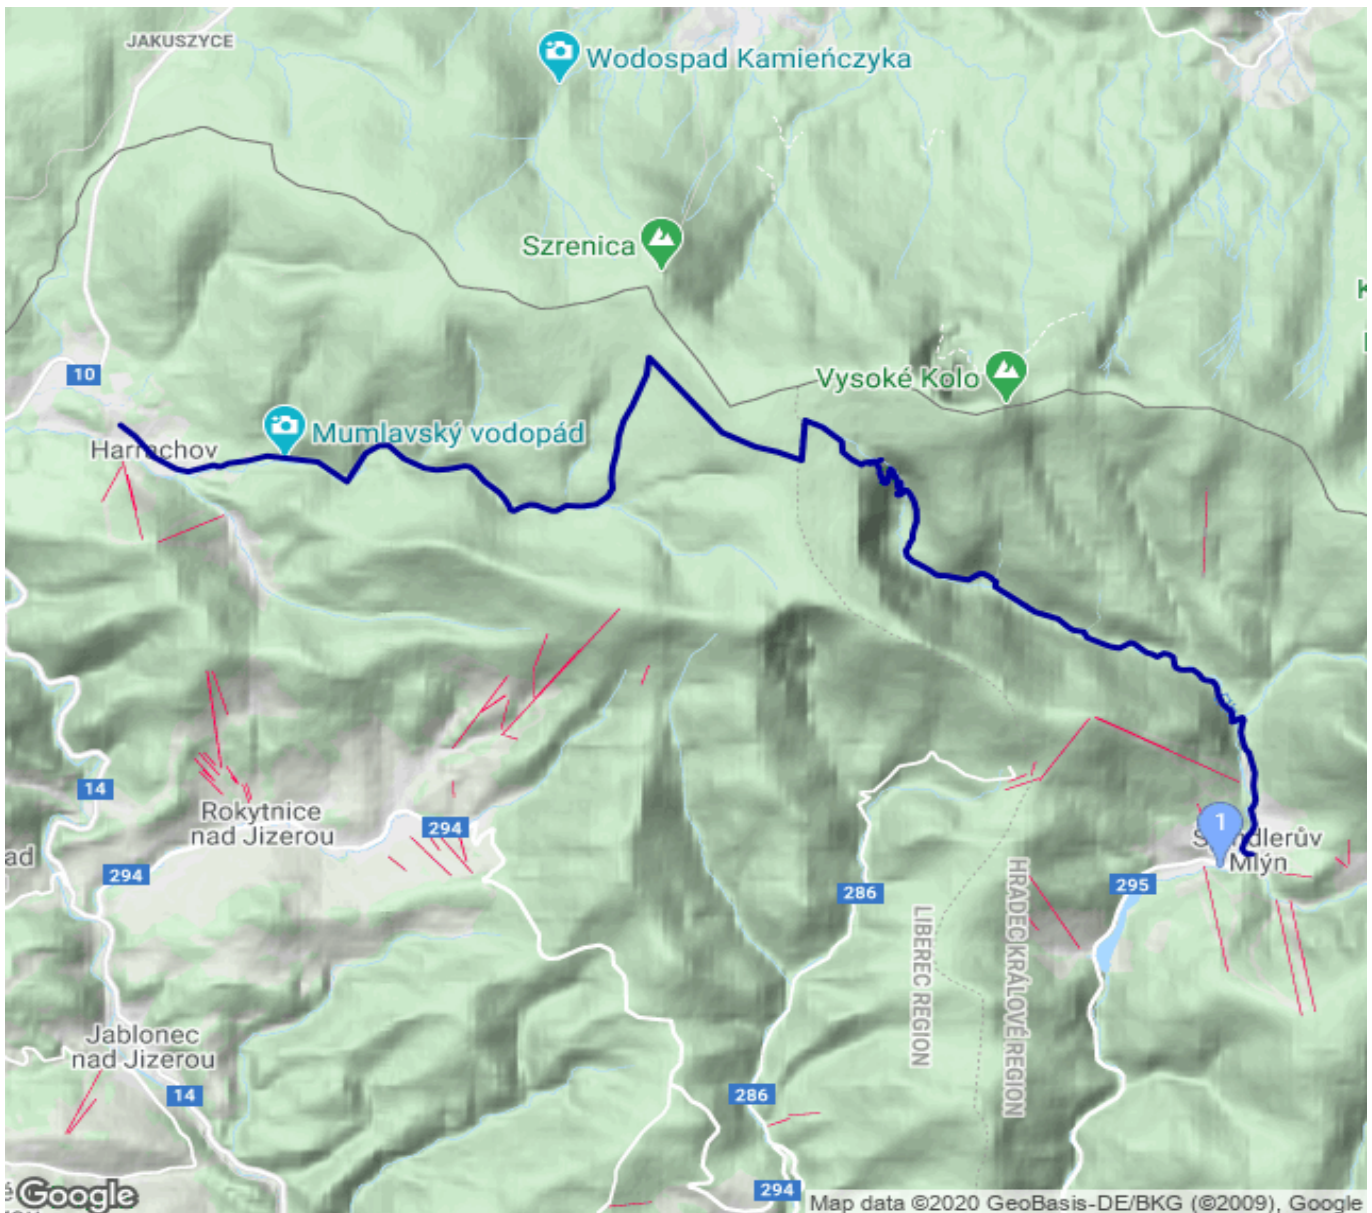 JAKUSZYCE
Wodospad Kamieńczyka
Szrenica
Vysoké Kolo
10
Harrachov
Mumlavský vodopád
14
Rokytnice
nad Jizerou
294
294
ad
1
Špindlerův
Mlýn
295
286
LIBEREC REGION
HRADEC KRÁLOVÉ REGION
Jablonec
nad Jizerou
14
286
294
Google
Map data ©2020 GeoBasis-DE/BKG (©2009), Google